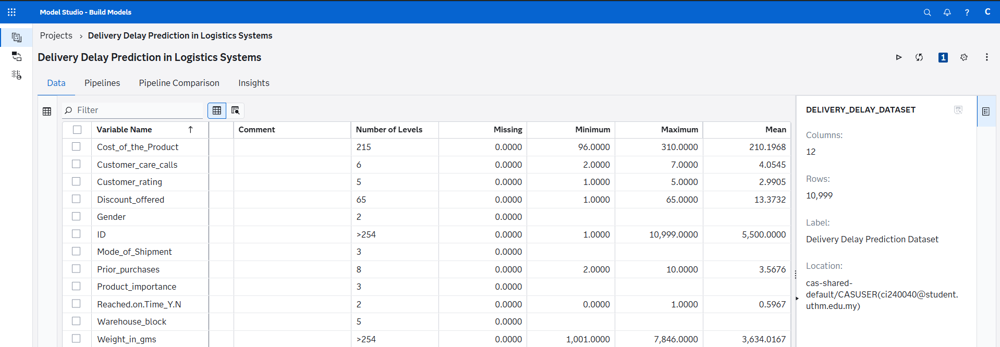 Model Studio - Build Models
? C
Projects › Delivery Delay Prediction in Logistics Systems
Delivery Delay Prediction in Logistics Systems
1
Data Pipelines Pipeline Comparison Insights
Filter
Variable Name ↑ Comment Number of Levels Missing Minimum Maximum Mean
Cost_of_the_Product 215 0.0000 96.0000 310.0000 210.1968
Customer_care_calls 6 0.0000 2.0000 7.0000 4.0545
Customer_rating 5 0.0000 1.0000 5.0000 2.9905
Discount_offered 65 0.0000 1.0000 65.0000 13.3732
Gender 2 0.0000
ID >254 0.0000 1.0000 10,999.0000 5,500.0000
Mode_of_Shipment 3 0.0000
Prior_purchases 8 0.0000 2.0000 10.0000 3.5676
Product_importance 3 0.0000
Reached.on.Time_Y.N 2 0.0000 0.0000 1.0000 0.5967
Warehouse_block 5 0.0000
Weight_in_gms >254 0.0000 1,001.0000 7,846.0000 3,634.0167
DELIVERY_DELAY_DATASET
Columns:
12
Rows:
10,999
Label:
Delivery Delay Prediction Dataset
Location:
cas-shared-
default/CASUSER(ci240040@student.
uthm.edu.my)